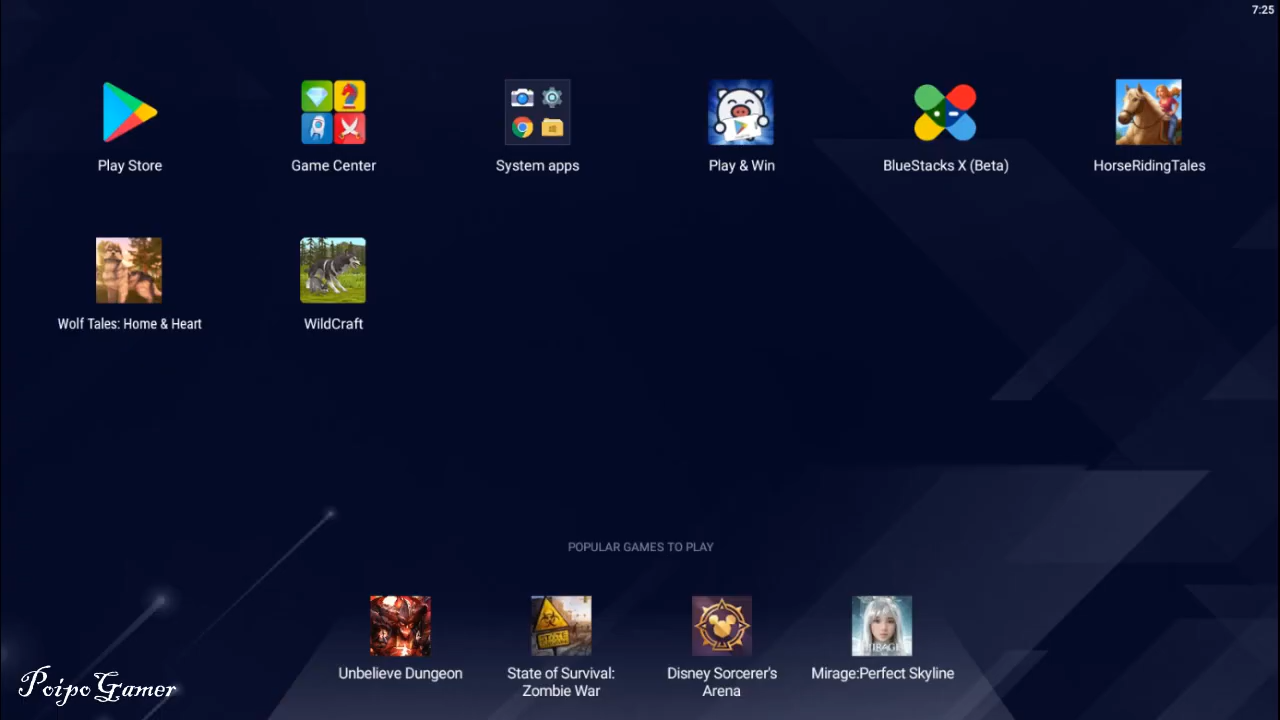 7:25
Play Store
Game Center
System apps
Play & Win
BlueStacks X (Beta)
HorseRidingTales
Wolf Tales: Home & Heart
WildCraft
POPULAR GAMES TO PLAY
Unbelieve Dungeon
State of Survival:
Zombie War
Disney Sorcerer's
Arena
MIRAGE
Mirage:Perfect Skyline
PoipoGamer